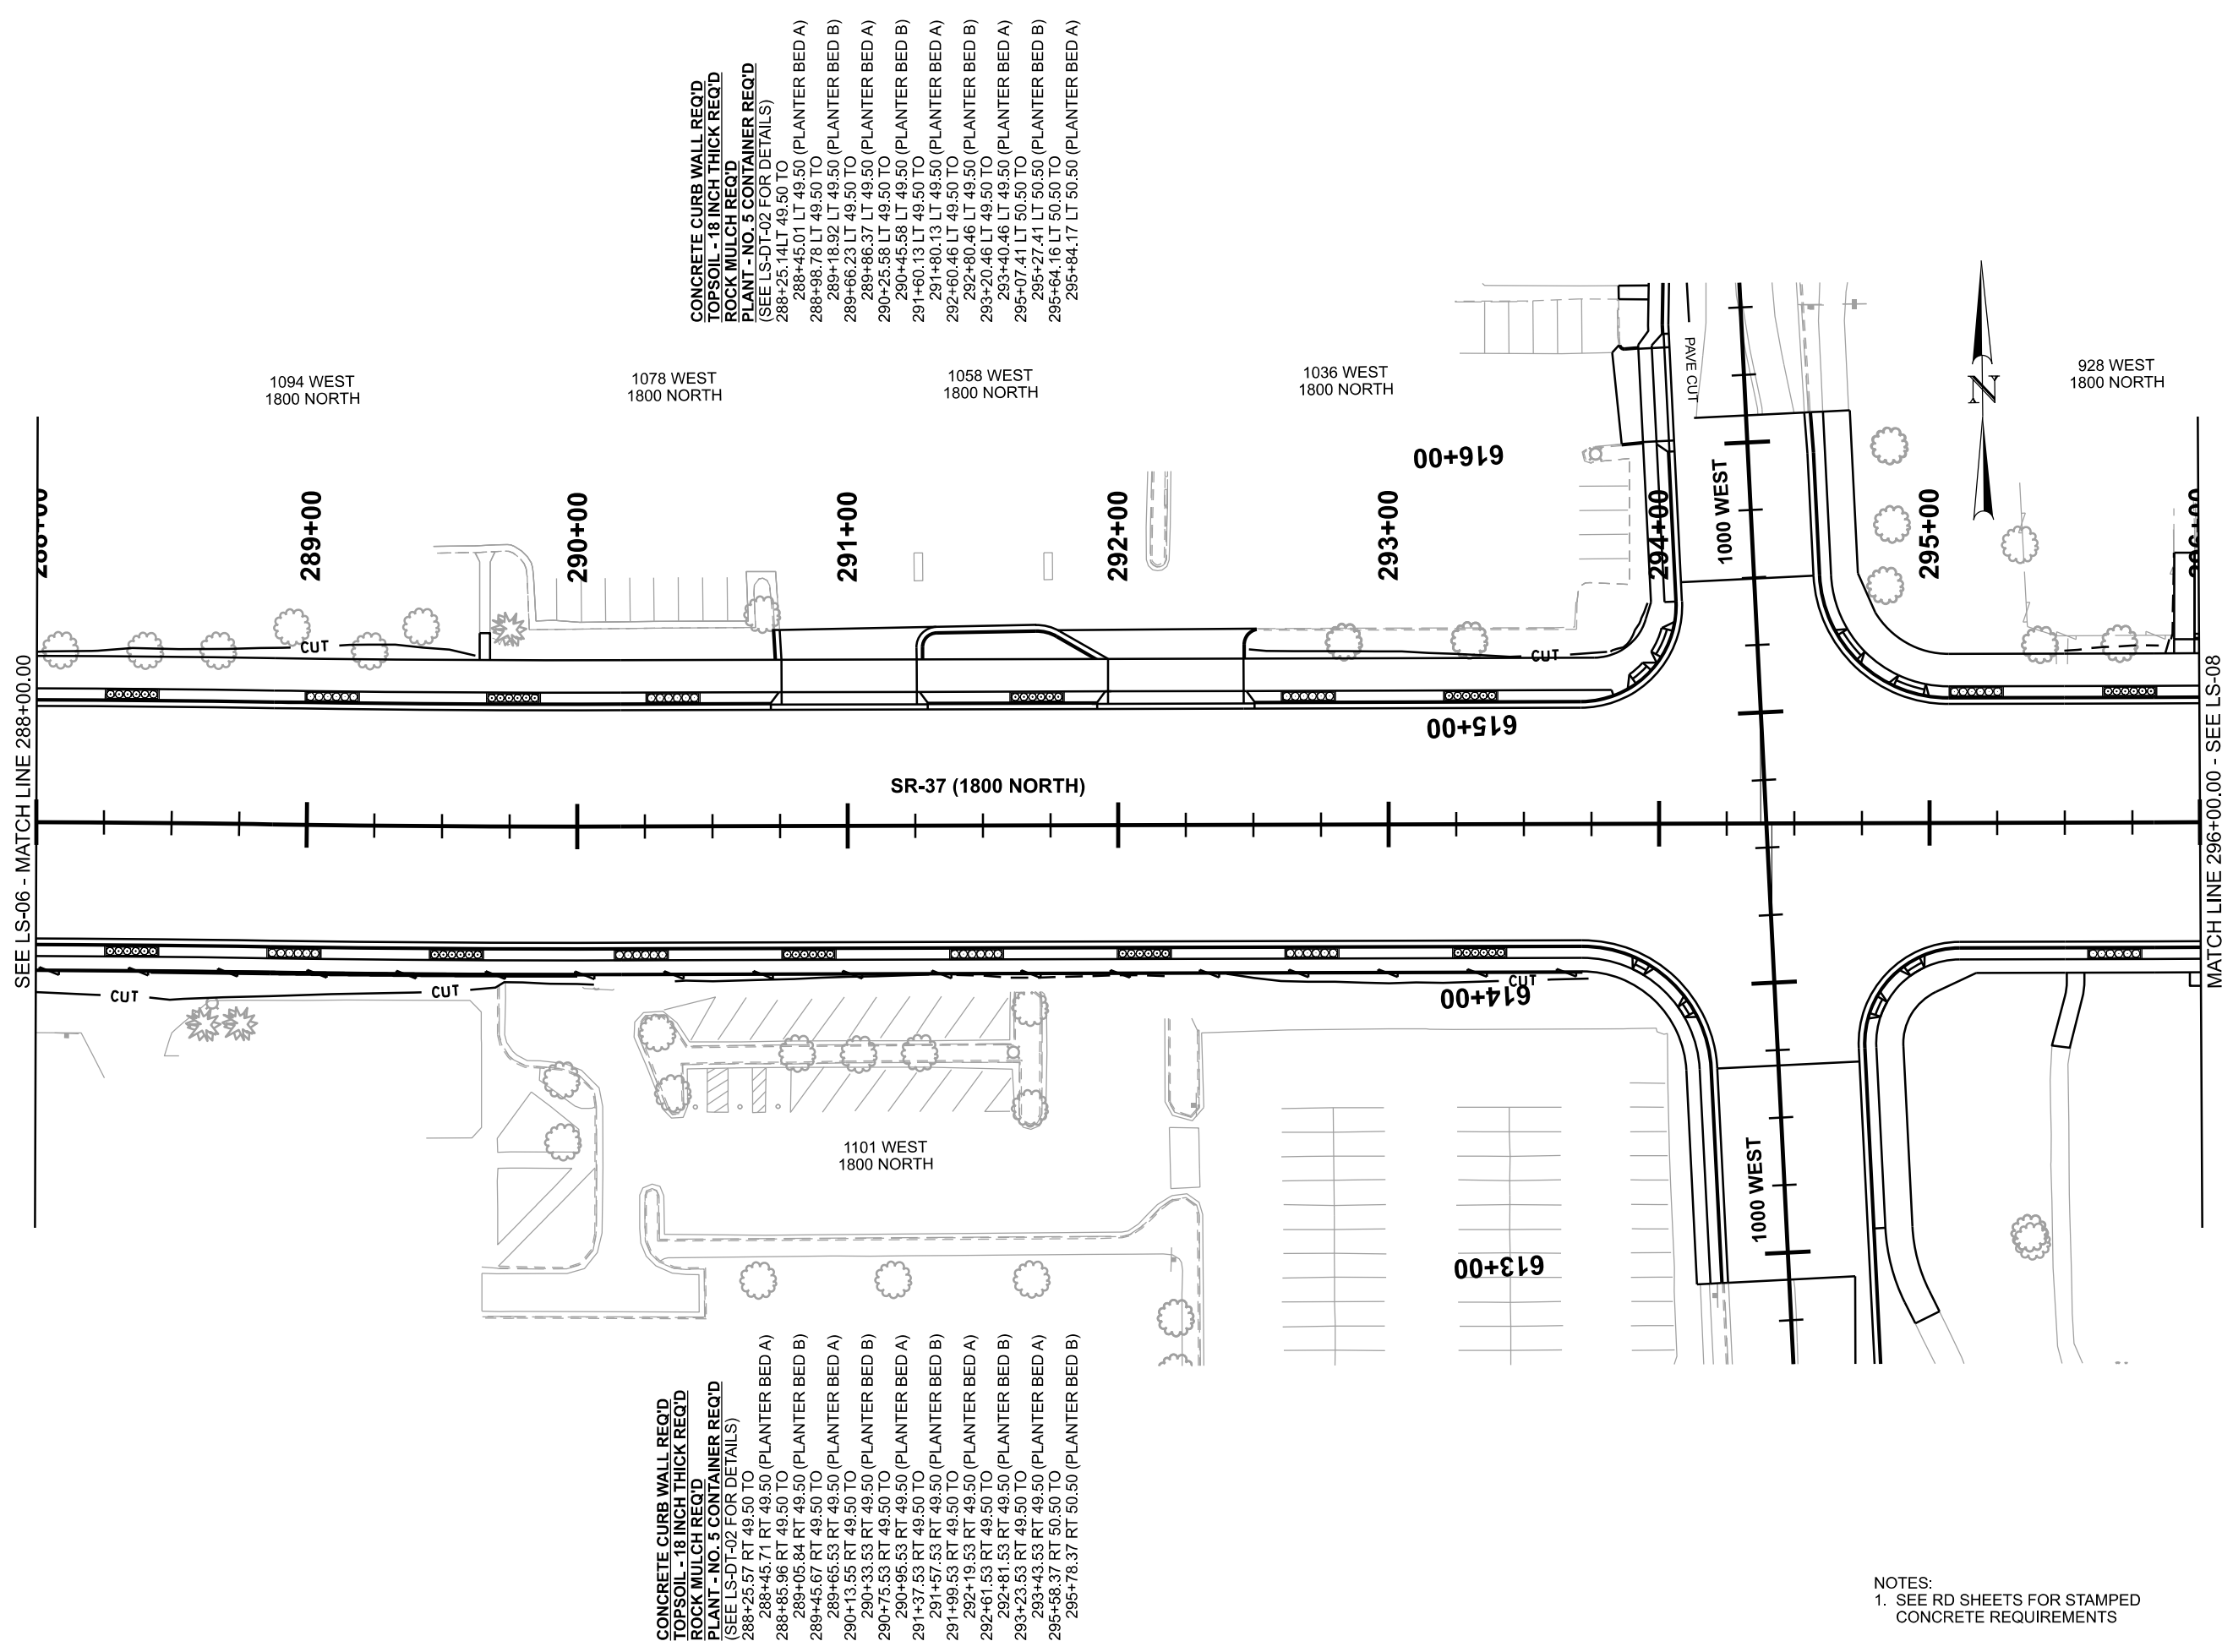 CONCRETE CURB WALL REQ'D
TOPSOIL - 18 INCH THICK REQ'D
ROCK MULCH REQ'D
PLANT - NO. 5 CONTAINER REQ'D
(SEE LS-DT-02 FOR DETAILS)
288+25.14LT 49.50 TO
288+45.01 LT 49.50 (PLANTER BED A)
288+98.78 LT 49.50 TO
289+18.92 LT 49.50 (PLANTER BED B)
289+66.23 LT 49.50 TO
289+86.37 LT 49.50 (PLANTER BED A)
290+25.58 LT 49.50 TO
290+45.58 LT 49.50 (PLANTER BED B)
291+60.13 LT 49.50 TO
291+80.13 LT 49.50 (PLANTER BED A)
292+60.46 LT 49.50 TO
292+80.46 LT 49.50 (PLANTER BED B)
293+20.46 LT 49.50 TO
293+40.46 LT 49.50 (PLANTER BED A)
295+07.41 LT 50.50 TO
295+27.41 LT 50.50 (PLANTER BED B)
295+64.16 LT 50.50 TO
295+84.17 LT 50.50 (PLANTER BED A)
1094 WEST
1800 NORTH
1078 WEST
1800 NORTH
1058 WEST
1800 NORTH
1036 WEST
1800 NORTH
PAVE CUT
N
928 WEST
1800 NORTH
616+00
288+00
289+00
290+00
291+00
292+00
293+00
294+00
1000 WEST
295+00
296+00
CUT
CUT
615+00
SEE LS-06 - MATCH LINE 288+00.00
SR-37 (1800 NORTH)
MATCH LINE 296+00.00 - SEE LS-08
CUT
CUT
CUT
614+00
1101 WEST
1800 NORTH
1000 WEST
613+00
CONCRETE CURB WALL REQ'D
TOPSOIL - 18 INCH THICK REQ'D
ROCK MULCH REQ'D
PLANT - NO. 5 CONTAINER REQ'D
(SEE LS-DT-02 FOR DETAILS)
288+25.57 RT 49.50 TO
288+45.71 RT 49.50 (PLANTER BED A)
288+85.96 RT 49.50 TO
289+05.84 RT 49.50 (PLANTER BED B)
289+45.67 RT 49.50 TO
289+65.53 RT 49.50 (PLANTER BED A)
290+13.55 RT 49.50 TO
290+33.53 RT 49.50 (PLANTER BED B)
290+75.53 RT 49.50 TO
290+95.53 RT 49.50 (PLANTER BED A)
291+37.53 RT 49.50 TO
291+57.53 RT 49.50 (PLANTER BED B)
291+99.53 RT 49.50 TO
292+19.53 RT 49.50 (PLANTER BED A)
292+61.53 RT 49.50 TO
292+81.53 RT 49.50 (PLANTER BED B)
293+23.53 RT 49.50 TO
293+43.53 RT 49.50 (PLANTER BED A)
295+58.37 RT 50.50 TO
295+78.37 RT 50.50 (PLANTER BED B)
NOTES:
1. SEE RD SHEETS FOR STAMPED
CONCRETE REQUIREMENTS